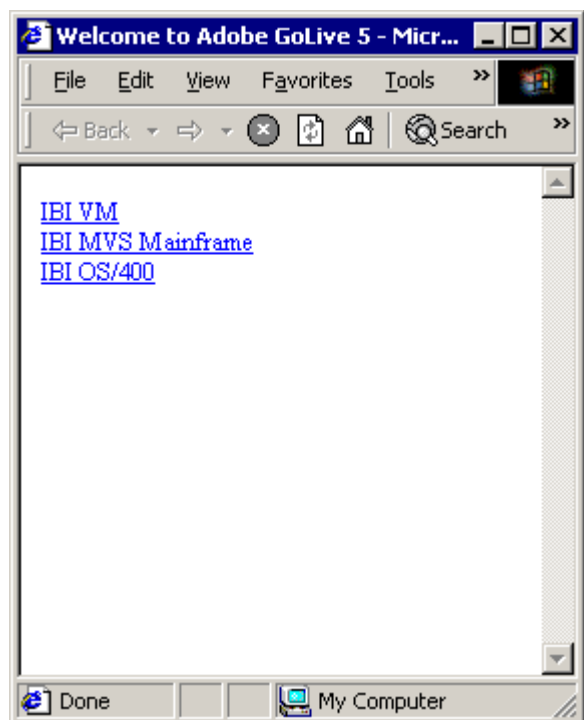 Welcome to Adobe GoLive 5 - Micr...
File Edit View Favorites Tools »
Back Search »
IBI VM
IBI MVS Mainframe
IBI OS/400
Done My Computer